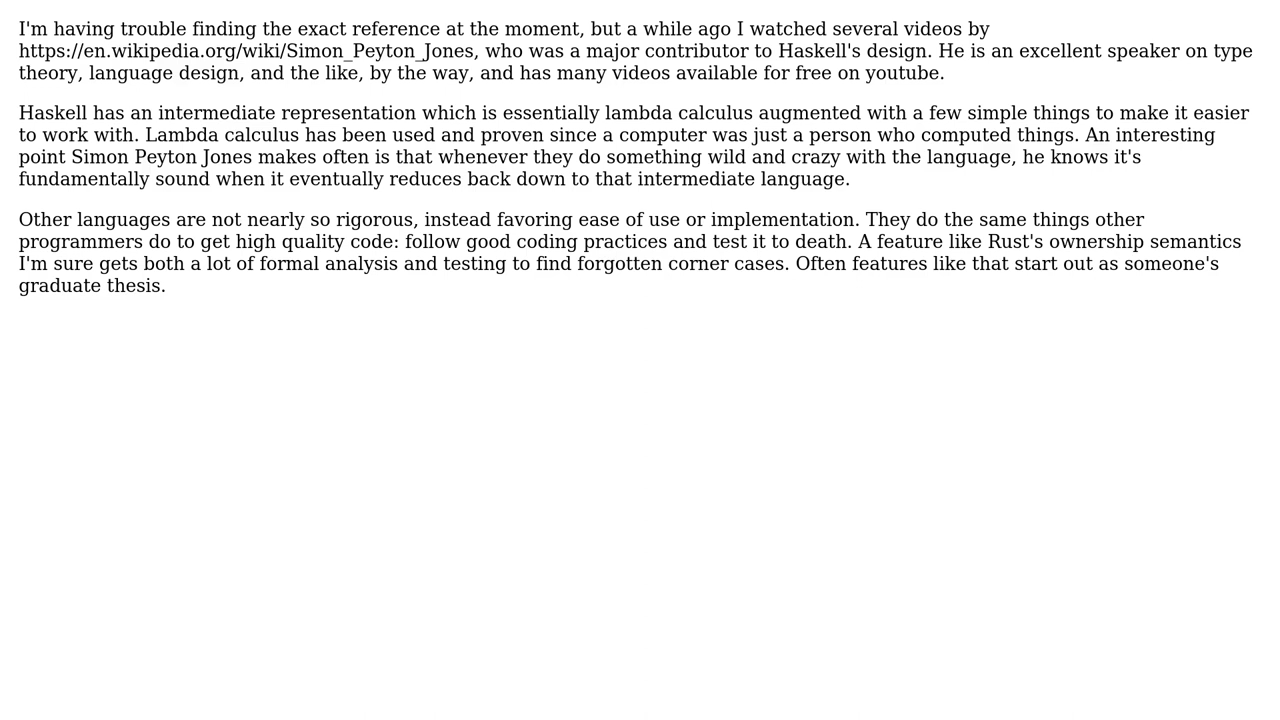 I'm having trouble finding the exact reference at the moment, but a while ago I watched several videos by
https://en.wikipedia.org/wiki/Simon_Peyton_Jones, who was a major contributor to Haskell's design. He is an excellent speaker on type
theory, language design, and the like, by the way, and has many videos available for free on youtube.
Haskell has an intermediate representation which is essentially lambda calculus augmented with a few simple things to make it easier
to work with. Lambda calculus has been used and proven since a computer was just a person who computed things. An interesting
point Simon Peyton Jones makes often is that whenever they do something wild and crazy with the language, he knows it's
fundamentally sound when it eventually reduces back down to that intermediate language.
Other languages are not nearly so rigorous, instead favoring ease of use or implementation. They do the same things other
programmers do to get high quality code: follow good coding practices and test it to death. A feature like Rust's ownership semantics
I'm sure gets both a lot of formal analysis and testing to find forgotten corner cases. Often features like that start out as someone's
graduate thesis.